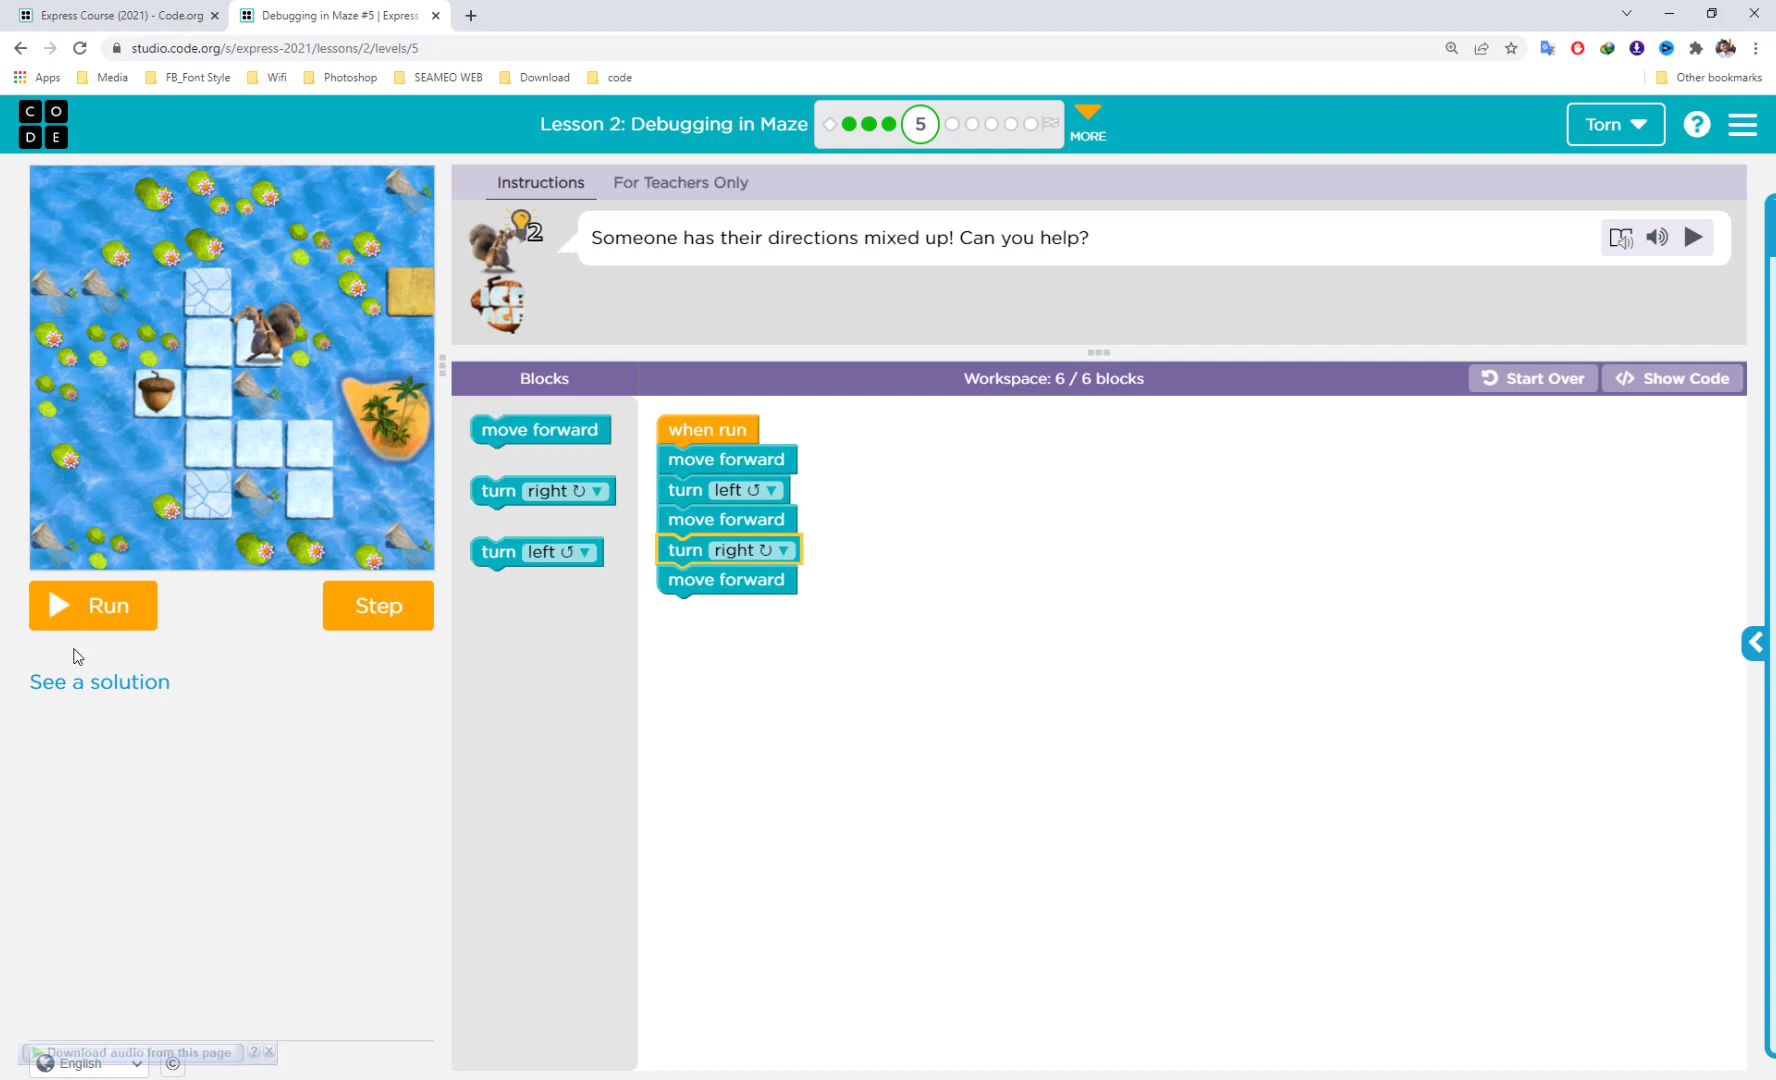 Express Course (2021) - Code.org
Debugging in Maze #5 | Express
studio.code.org/s/express-2021/lessons/2/levels/5
Apps
Media
FB_Font Style
Wifi
Photoshop
SEAMEO WEB
Download
code
Other bookmarks
C O
D E
Lesson 2: Debugging in Maze
5
MORE
Torn
?
Instructions
For Teachers Only
2
Someone has their directions mixed up! Can you help?
ICE
AGE
Blocks
Workspace: 6 / 6 blocks
Start Over
Show Code
move forward
turn right
turn left
when run
move forward
turn left
move forward
turn right
move forward
Run
Step
See a solution
Download audio from this page
?
English
©